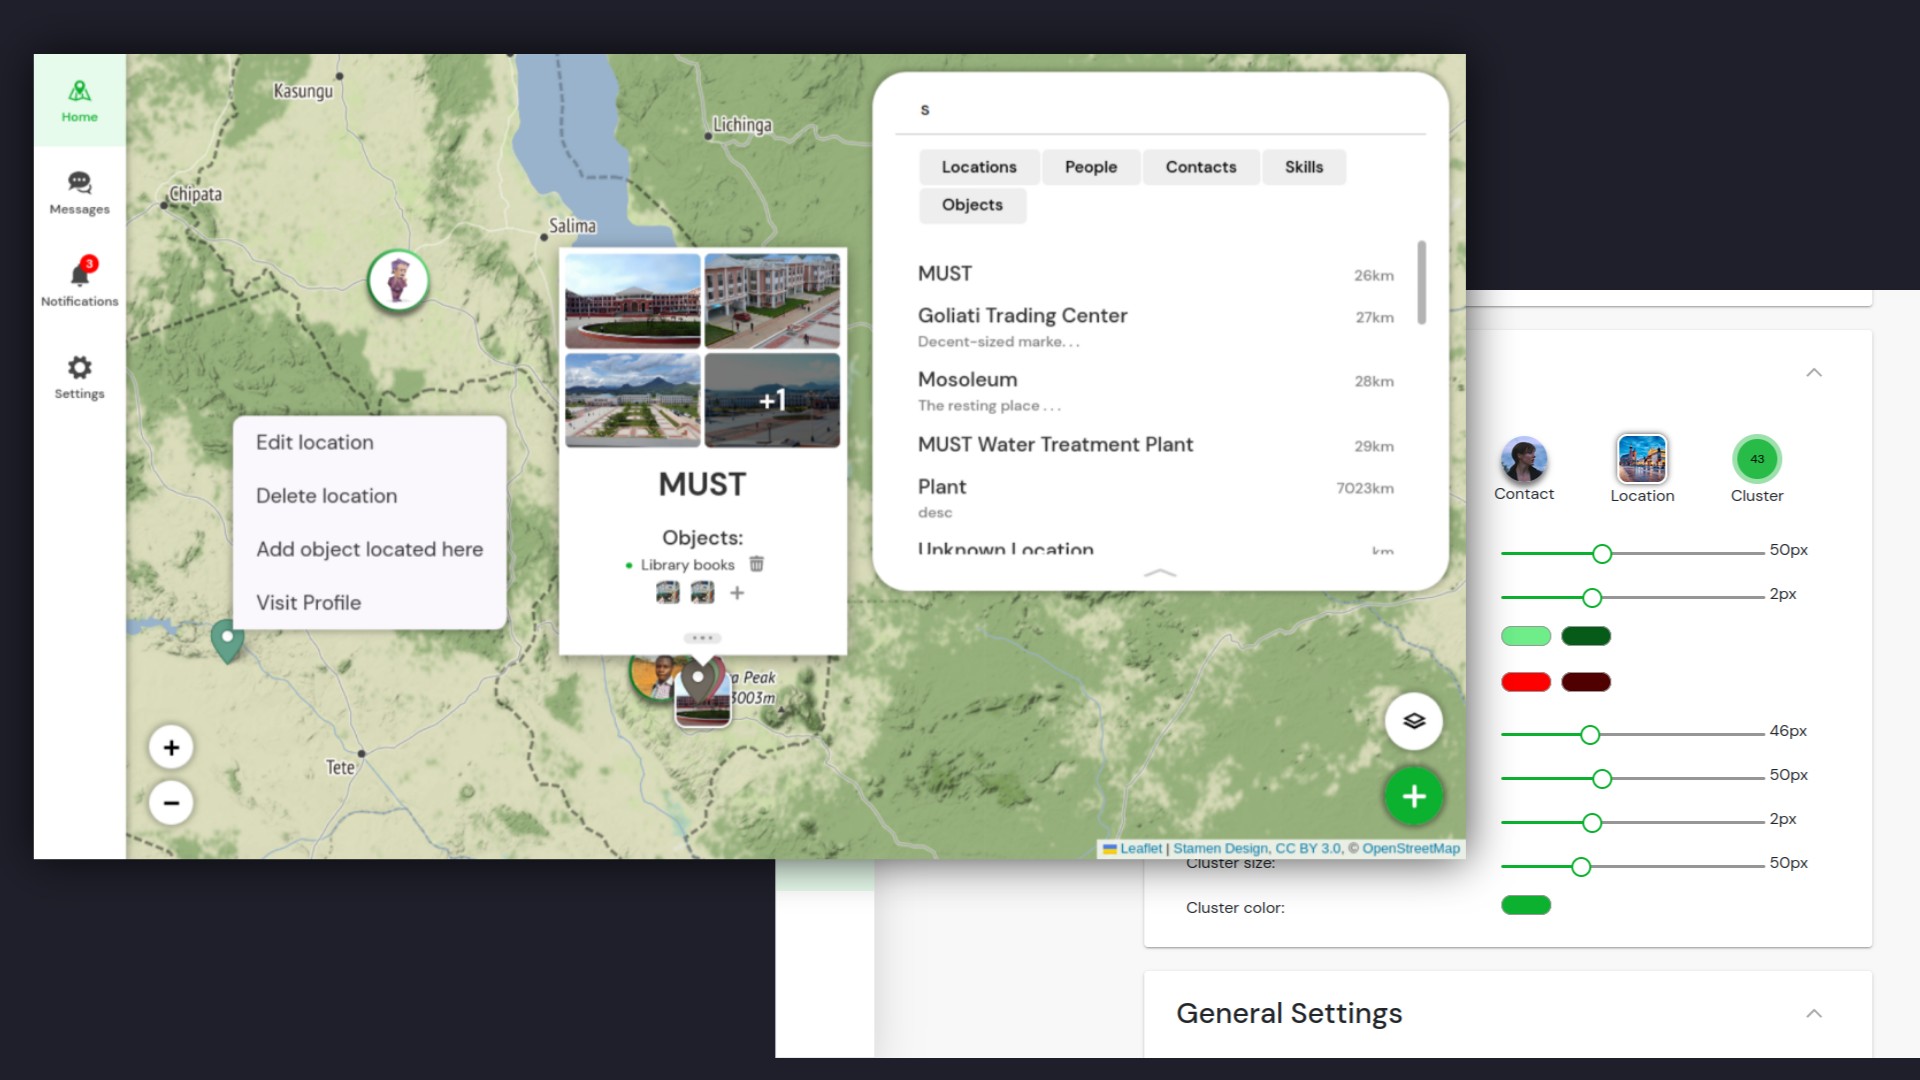 Home
Messages
3
Notifications
Settings
Kasungu
Chipata
Lichinga
Salima
Tete
a Peak
3003m
Edit location
Delete location
Add object located here
Visit Profile
+1
MUST
Objects:
Library books
+
•••
+
−
s
Locations People Contacts Skills
Objects
MUST 26km
Goliati Trading Center 27km
Decent-sized marke...
Mosoleum 28km
The resting place ...
MUST Water Treatment Plant 29km
Plant 7023km
desc
Unknown Location km
+
Leaflet | Stamen Design, CC BY 3.0, © OpenStreetMap
43
Contact Location Cluster
50px
2px
46px
50px
2px
Cluster size: 50px
Cluster color:
General Settings